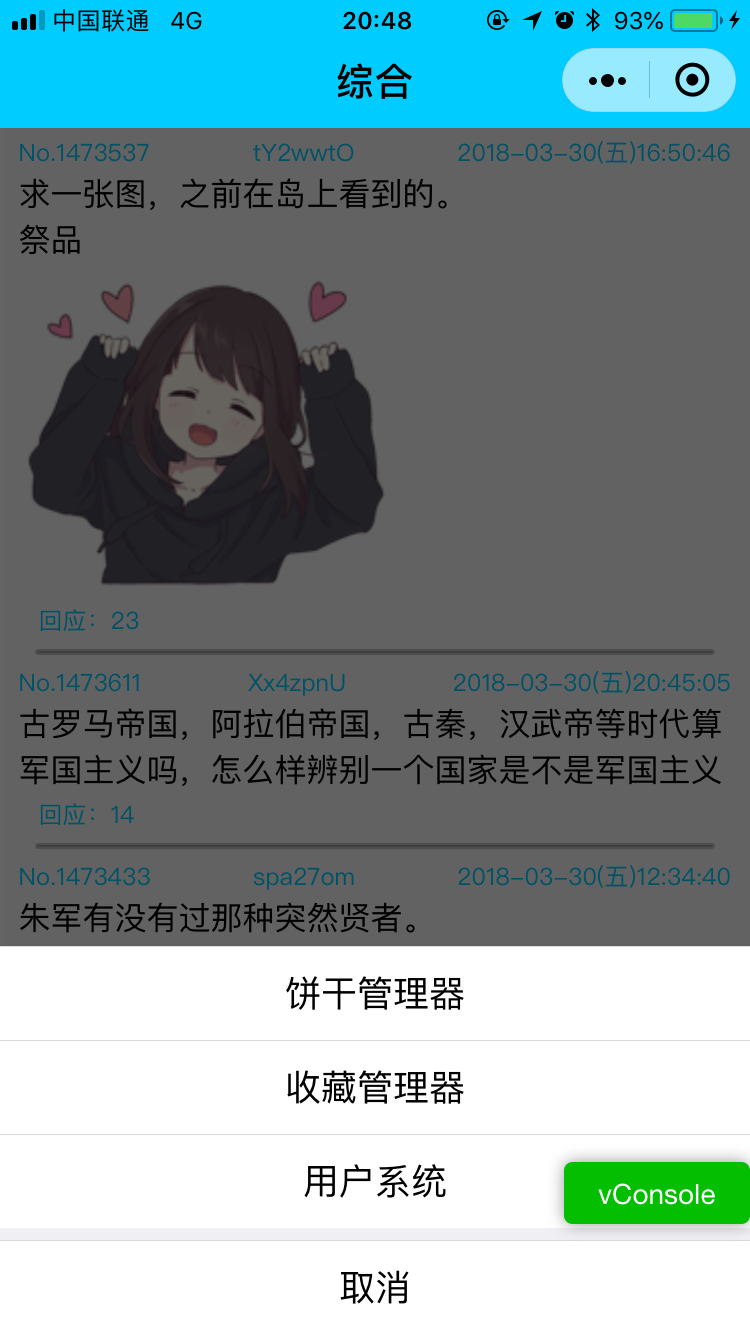 中国联通 4G 20:48 93%
综合
No.1473537 tY2wwtO 2018-03-30(五)16:50:46
求一张图，之前在岛上看到的。
祭品
回应：23
No.1473611 Xx4zpnU 2018-03-30(五)20:45:05
古罗马帝国，阿拉伯帝国，古秦，汉武帝等时代算
军国主义吗，怎么样辨别一个国家是不是军国主义
回应：14
No.1473433 spa27om 2018-03-30(五)12:34:40
朱军有没有过那种突然贤者。
饼干管理器
收藏管理器
用户系统
vConsole
取消